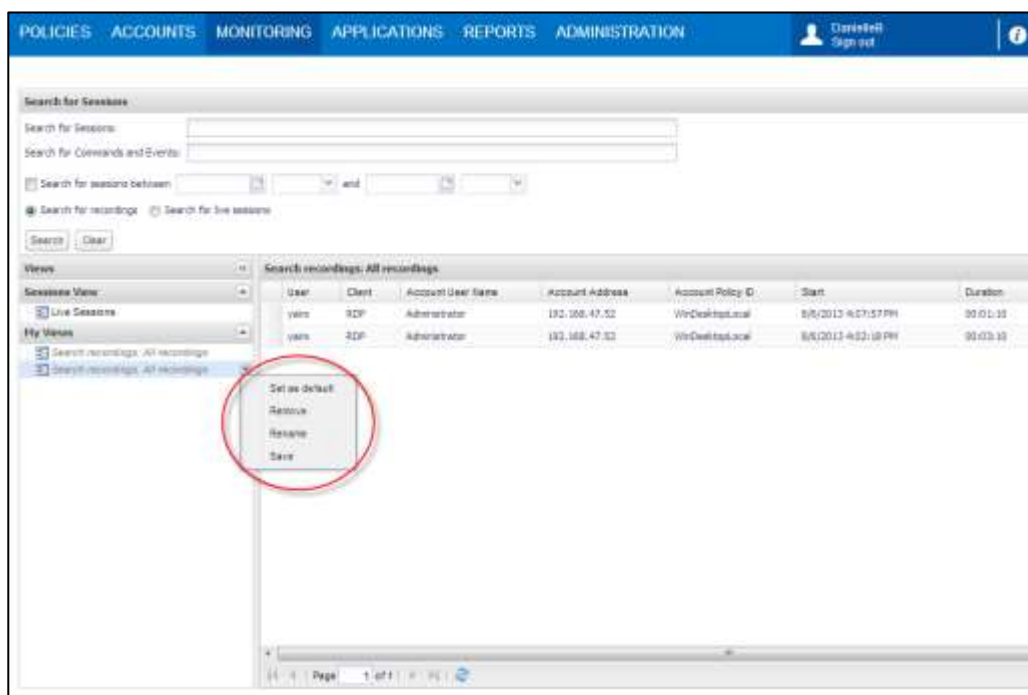 POLICIES ACCOUNTS MONITORING APPLICATIONS REPORTS ADMINISTRATION DanielleB
Sign out
Search for Sessions
Search for Sessions:
Search for Commands and Events:
Search for sessions between and
Search for recordings Search for live sessions
Search Clear
Views Search recordings: All recordings
Sessions View User Client Account User Name Account Address Account Policy ID Start Duration
Live Sessions Administrator 192.168.47.52 WinDesktopLocal 00:01:10
RDP
My Views RDP Administrator 192.168.47.52 WinDesktopLocal
Search recordings: All recordings
Search recordings: All recordings
Set as default
Remove
Rename
Save
Page 1 of 1